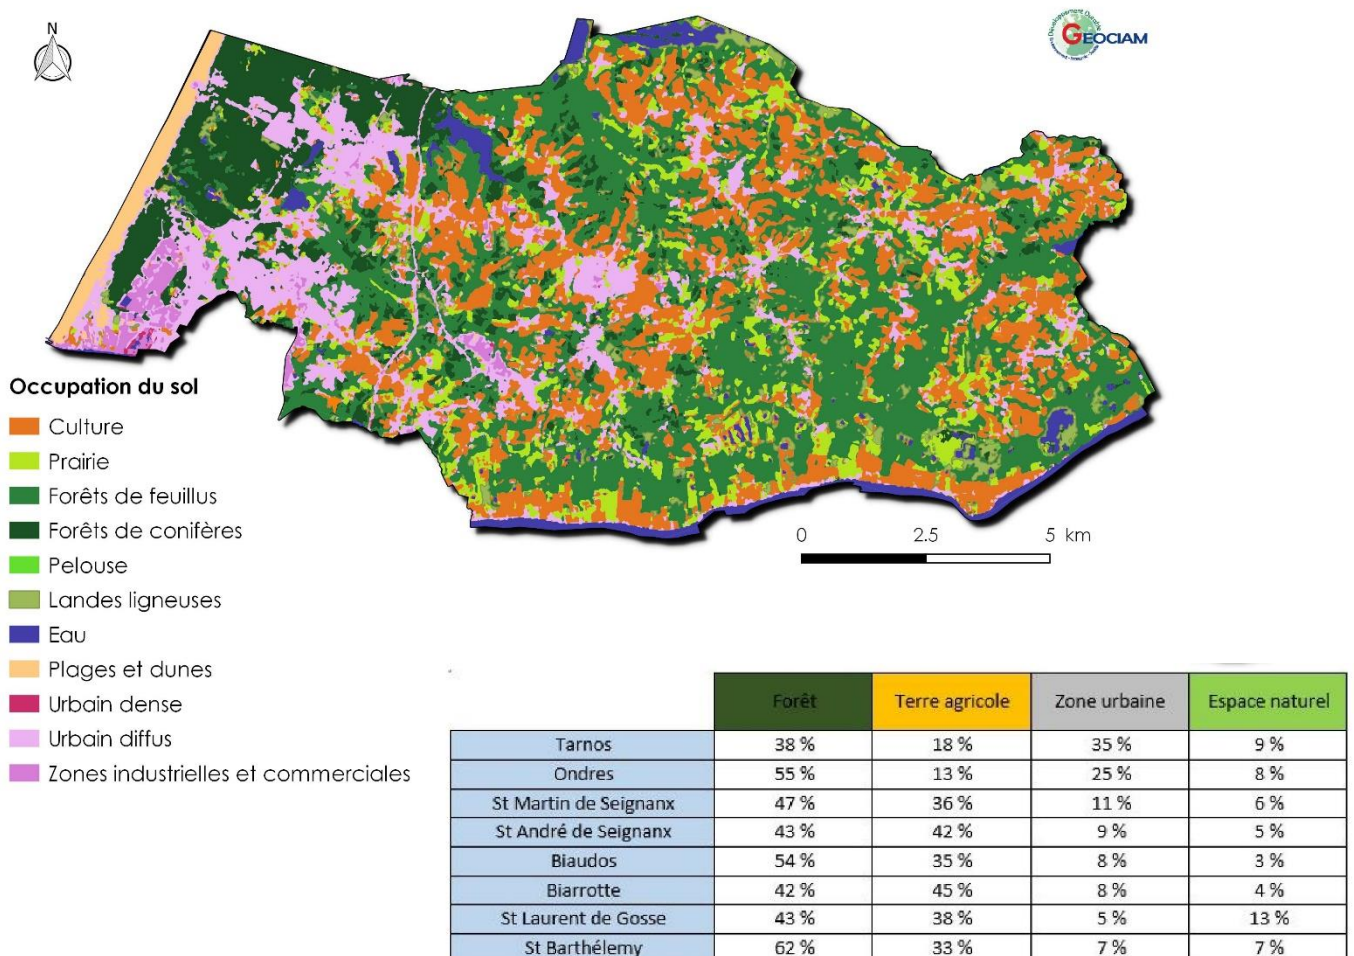 N
GEOCIAM
Occupation du sol
Culture
Prairie
Forêts de feuillus
Forêts de conifères
Pelouse
Landes ligneuses
Eau
Plages et dunes
Urbain dense
Urbain diffus
Zones industrielles et commerciales
0 2.5 5 km
Forêt Terre agricole Zone urbaine Espace naturel
Tarnos 38 % 18 % 35 % 9 %
Ondres 55 % 13 % 25 % 8 %
St Martin de Seignanx 47 % 36 % 11 % 6 %
St André de Seignanx 43 % 42 % 9 % 5 %
Biaudos 54 % 35 % 8 % 3 %
Biarrotte 42 % 45 % 8 % 4 %
St Laurent de Gosse 43 % 38 % 5 % 13 %
St Barthélemy 62 % 33 % 7 % 7 %